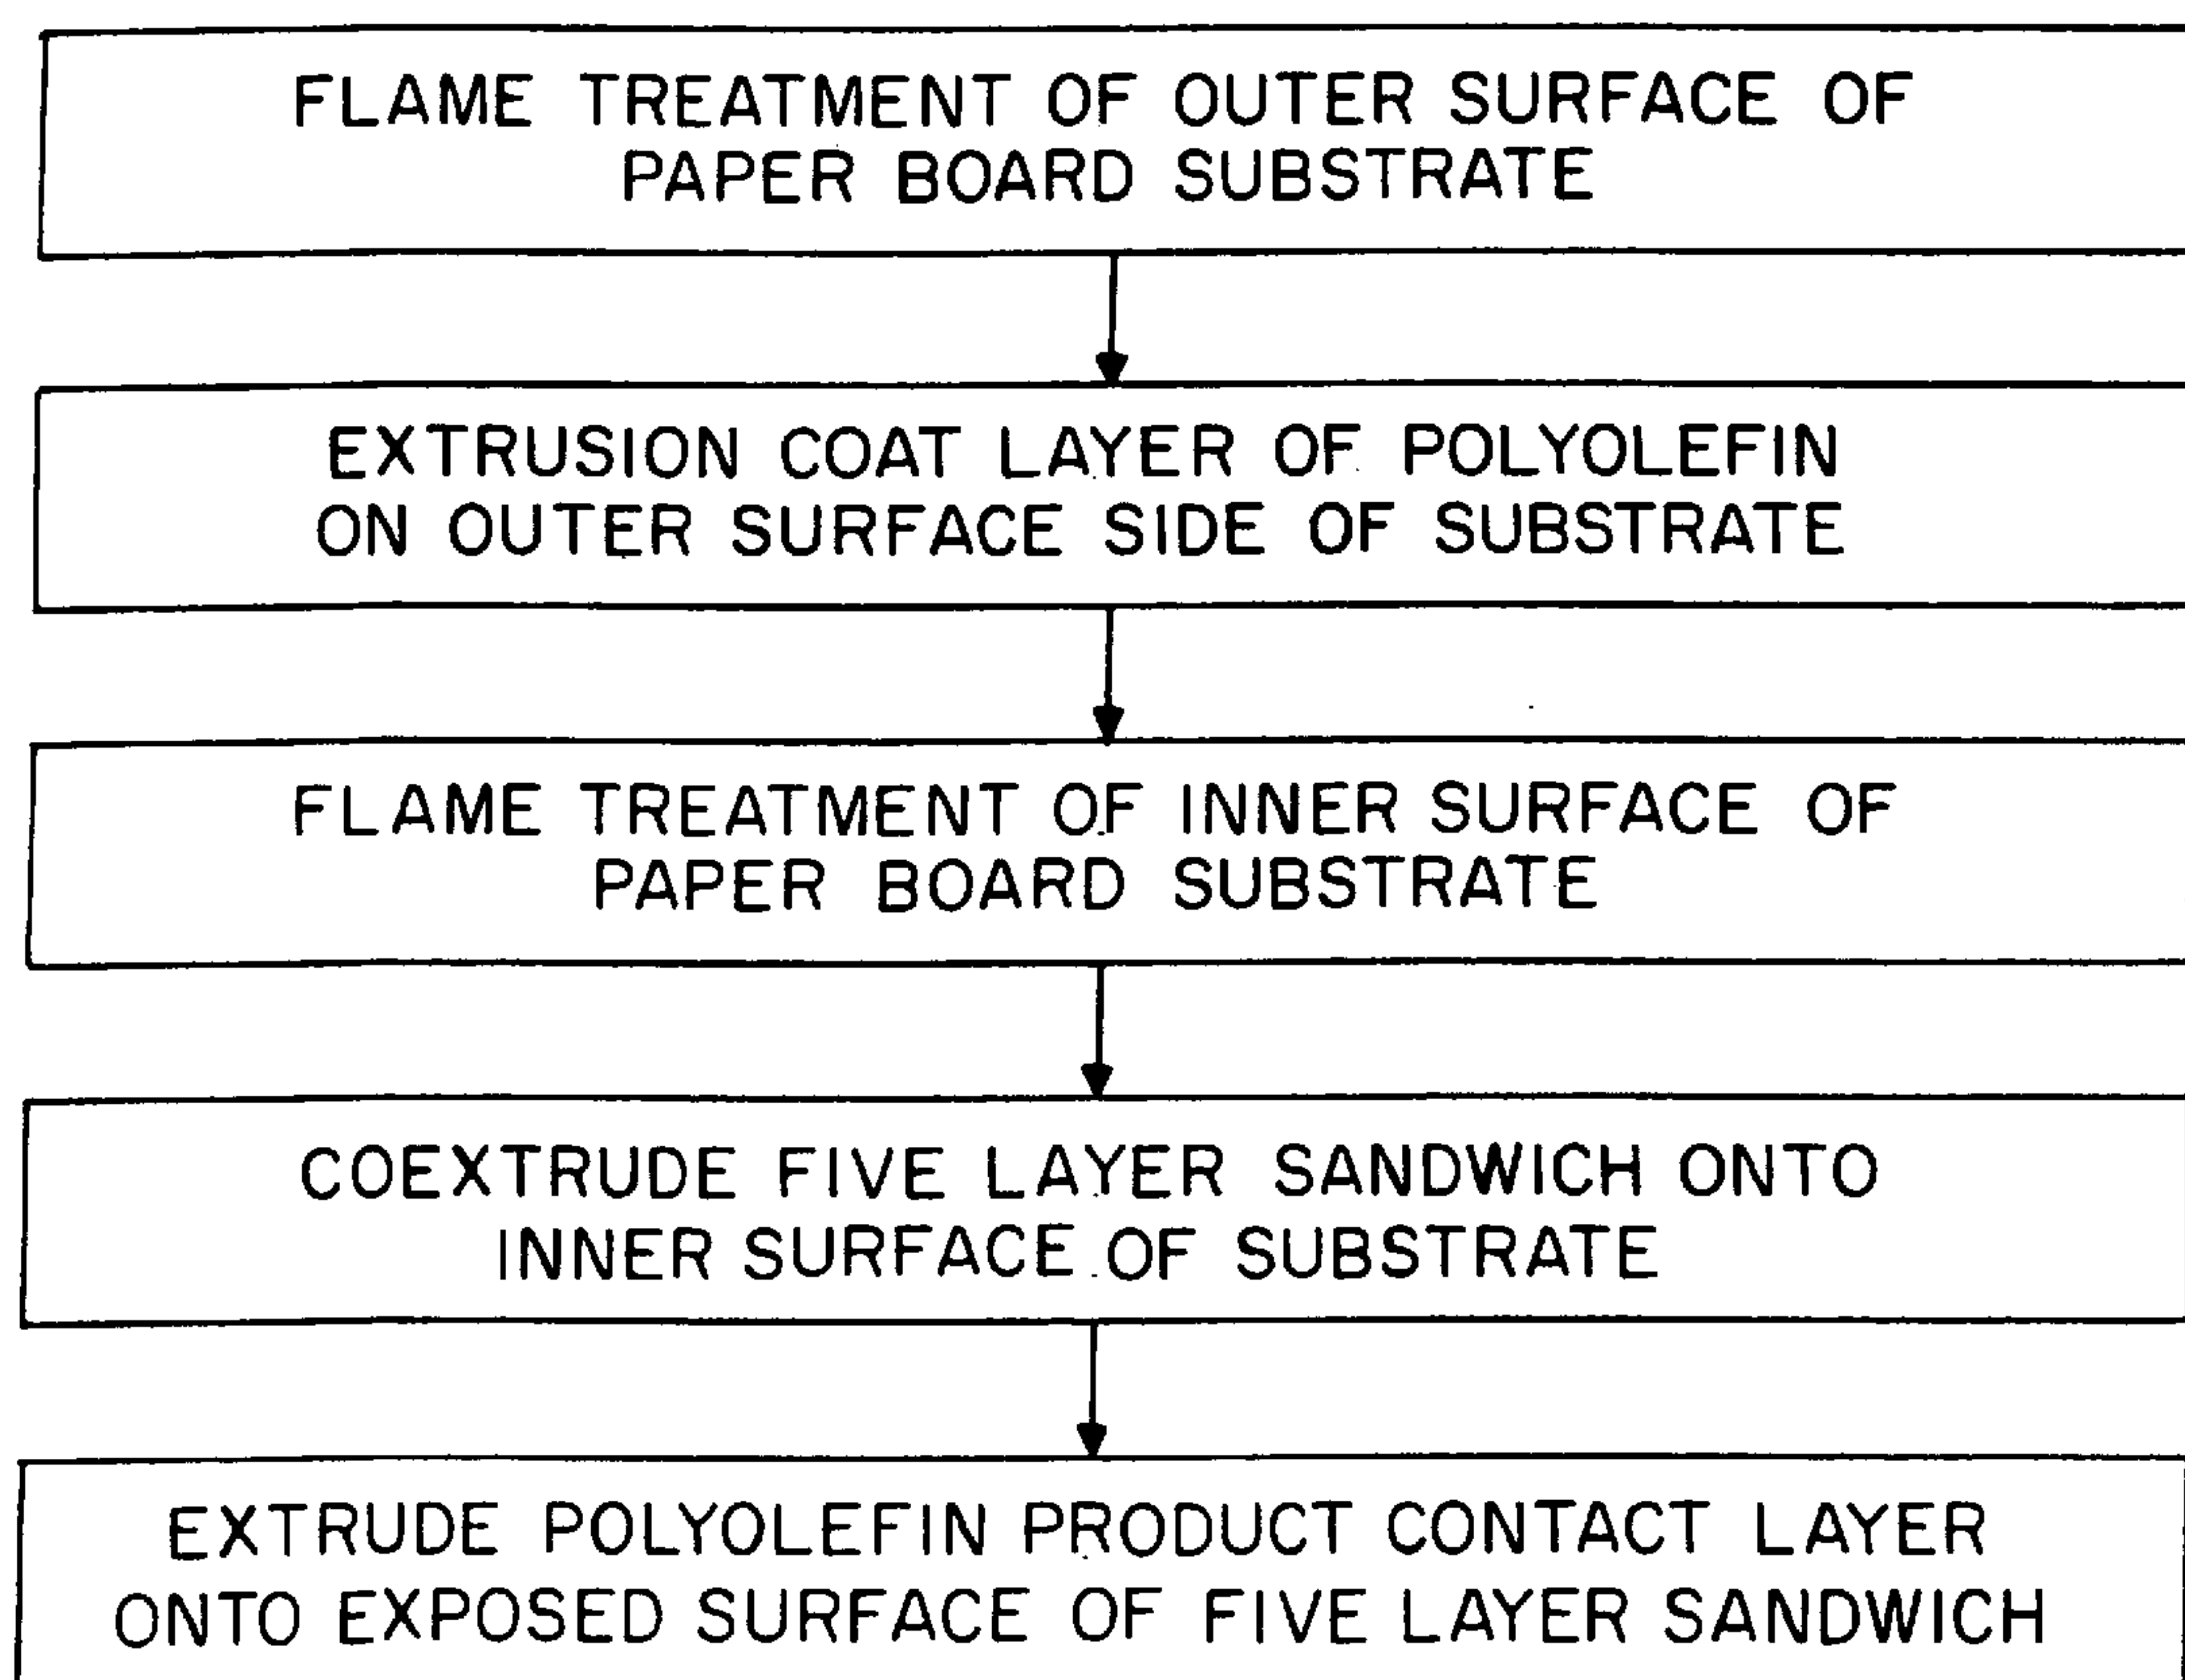 FLAME TREATMENT OF OUTER SURFACE OF
PAPER BOARD SUBSTRATE
EXTRUSION COAT LAYER OF POLYOLEFIN
ON OUTER SURFACE SIDE OF SUBSTRATE
FLAME TREATMENT OF INNER SURFACE OF
PAPER BOARD SUBSTRATE
COEXTRUDE FIVE LAYER SANDWICH ONTO
INNER SURFACE OF SUBSTRATE
EXTRUDE POLYOLEFIN PRODUCT CONTACT LAYER
ONTO EXPOSED SURFACE OF FIVE LAYER SANDWICH